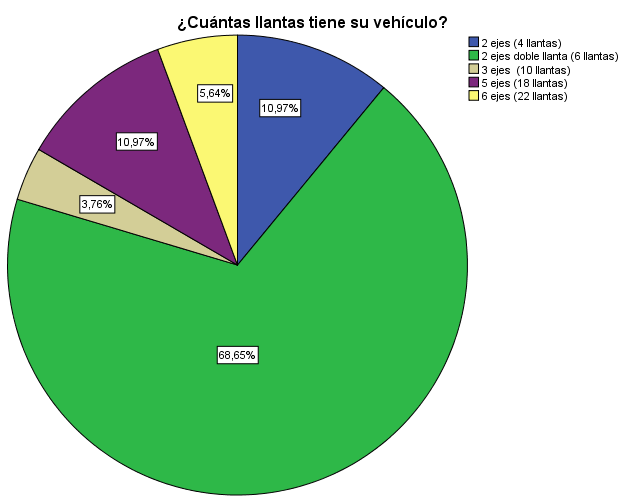 ¿Cuántas llantas tiene su vehículo?
2 ejes (4 llantas)
2 ejes doble llanta (6 llantas)
3 ejes  (10 llantas)
5 ejes (18 llantas)
6 ejes (22 llantas)
5,64%
10,97%
10,97%
3,76%
68,65%